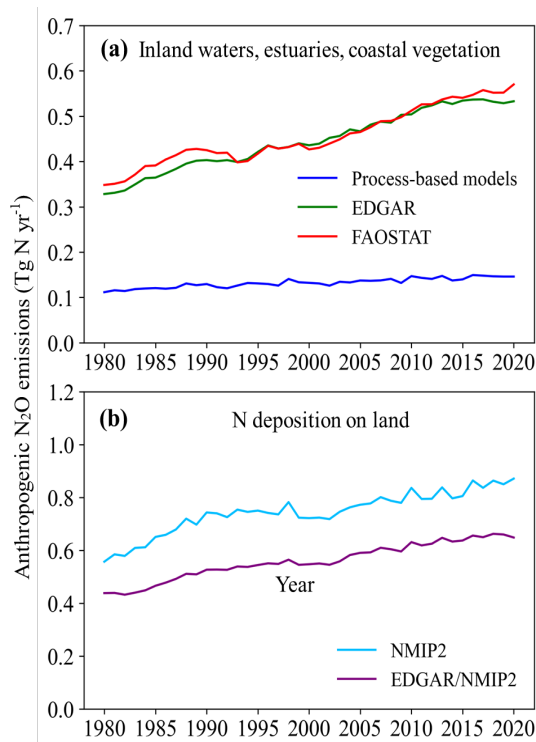 Anthropogenic N₂O emissions (Tg N yr⁻¹)
0.7
0.6
0.5
0.4
0.3
0.2
0.1
0.0
(a) Inland waters, estuaries, coastal vegetation
Process-based models
EDGAR
FAOSTAT
1980 1985 1990 1995 2000 2005 2010 2015 2020
1.2
1.0
0.8
0.6
0.4
0.2
0.0
(b) N deposition on land
Year
NMIP2
EDGAR/NMIP2
1980 1985 1990 1995 2000 2005 2010 2015 2020